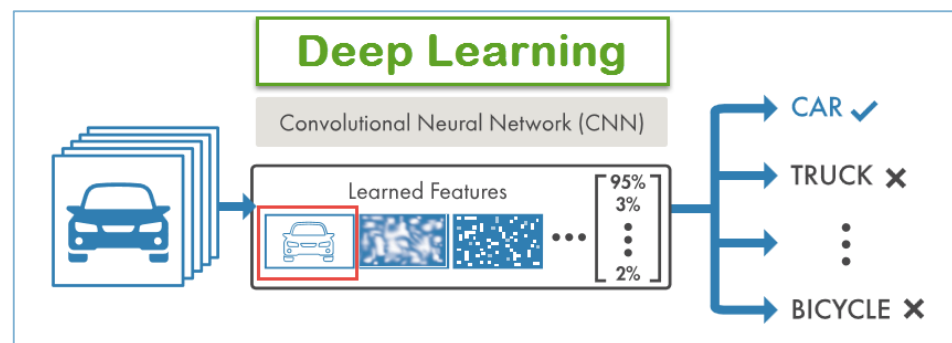 Deep Learning
Convolutional Neural Network (CNN)
Learned Features
95%
3%
2%
CAR
TRUCK
BICYCLE